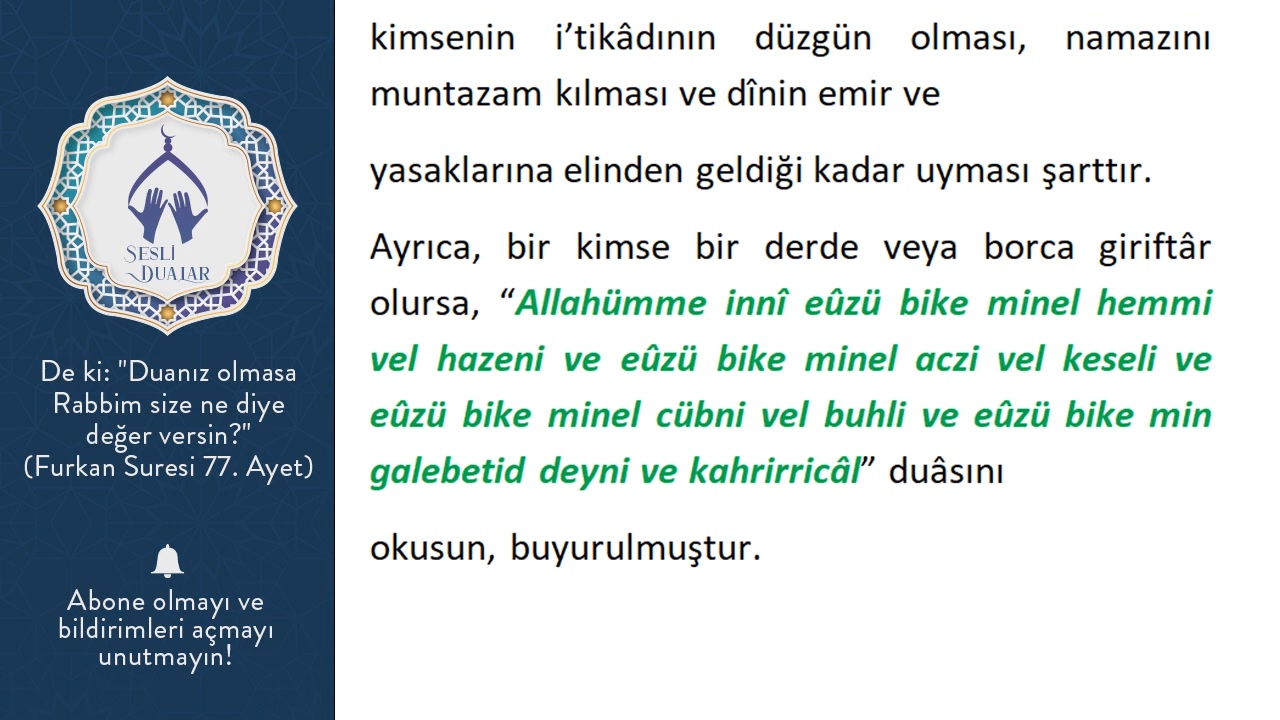 SESLİ
DUALAR
De ki: "Duanız olmasa
Rabbim size ne diye
değer versin?"
(Furkan Suresi 77. Ayet)
Abone olmayı ve
bildirimleri açmayı
unutmayın!
kimsenin i’tikâdının düzgün olması, namazını
muntazam kılması ve dînin emir ve
yasaklarına elinden geldiği kadar uyması şarttır.
Ayrıca, bir kimse bir derde veya borca giriftâr
olursa, “Allahümme innî eûzü bike minel hemmi
vel hazeni ve eûzü bike minel aczi vel keseli ve
eûzü bike minel cübni vel buhli ve eûzü bike min
galebetid deyni ve kahrirricâl” duâsını
okusun, buyurulmuştur.